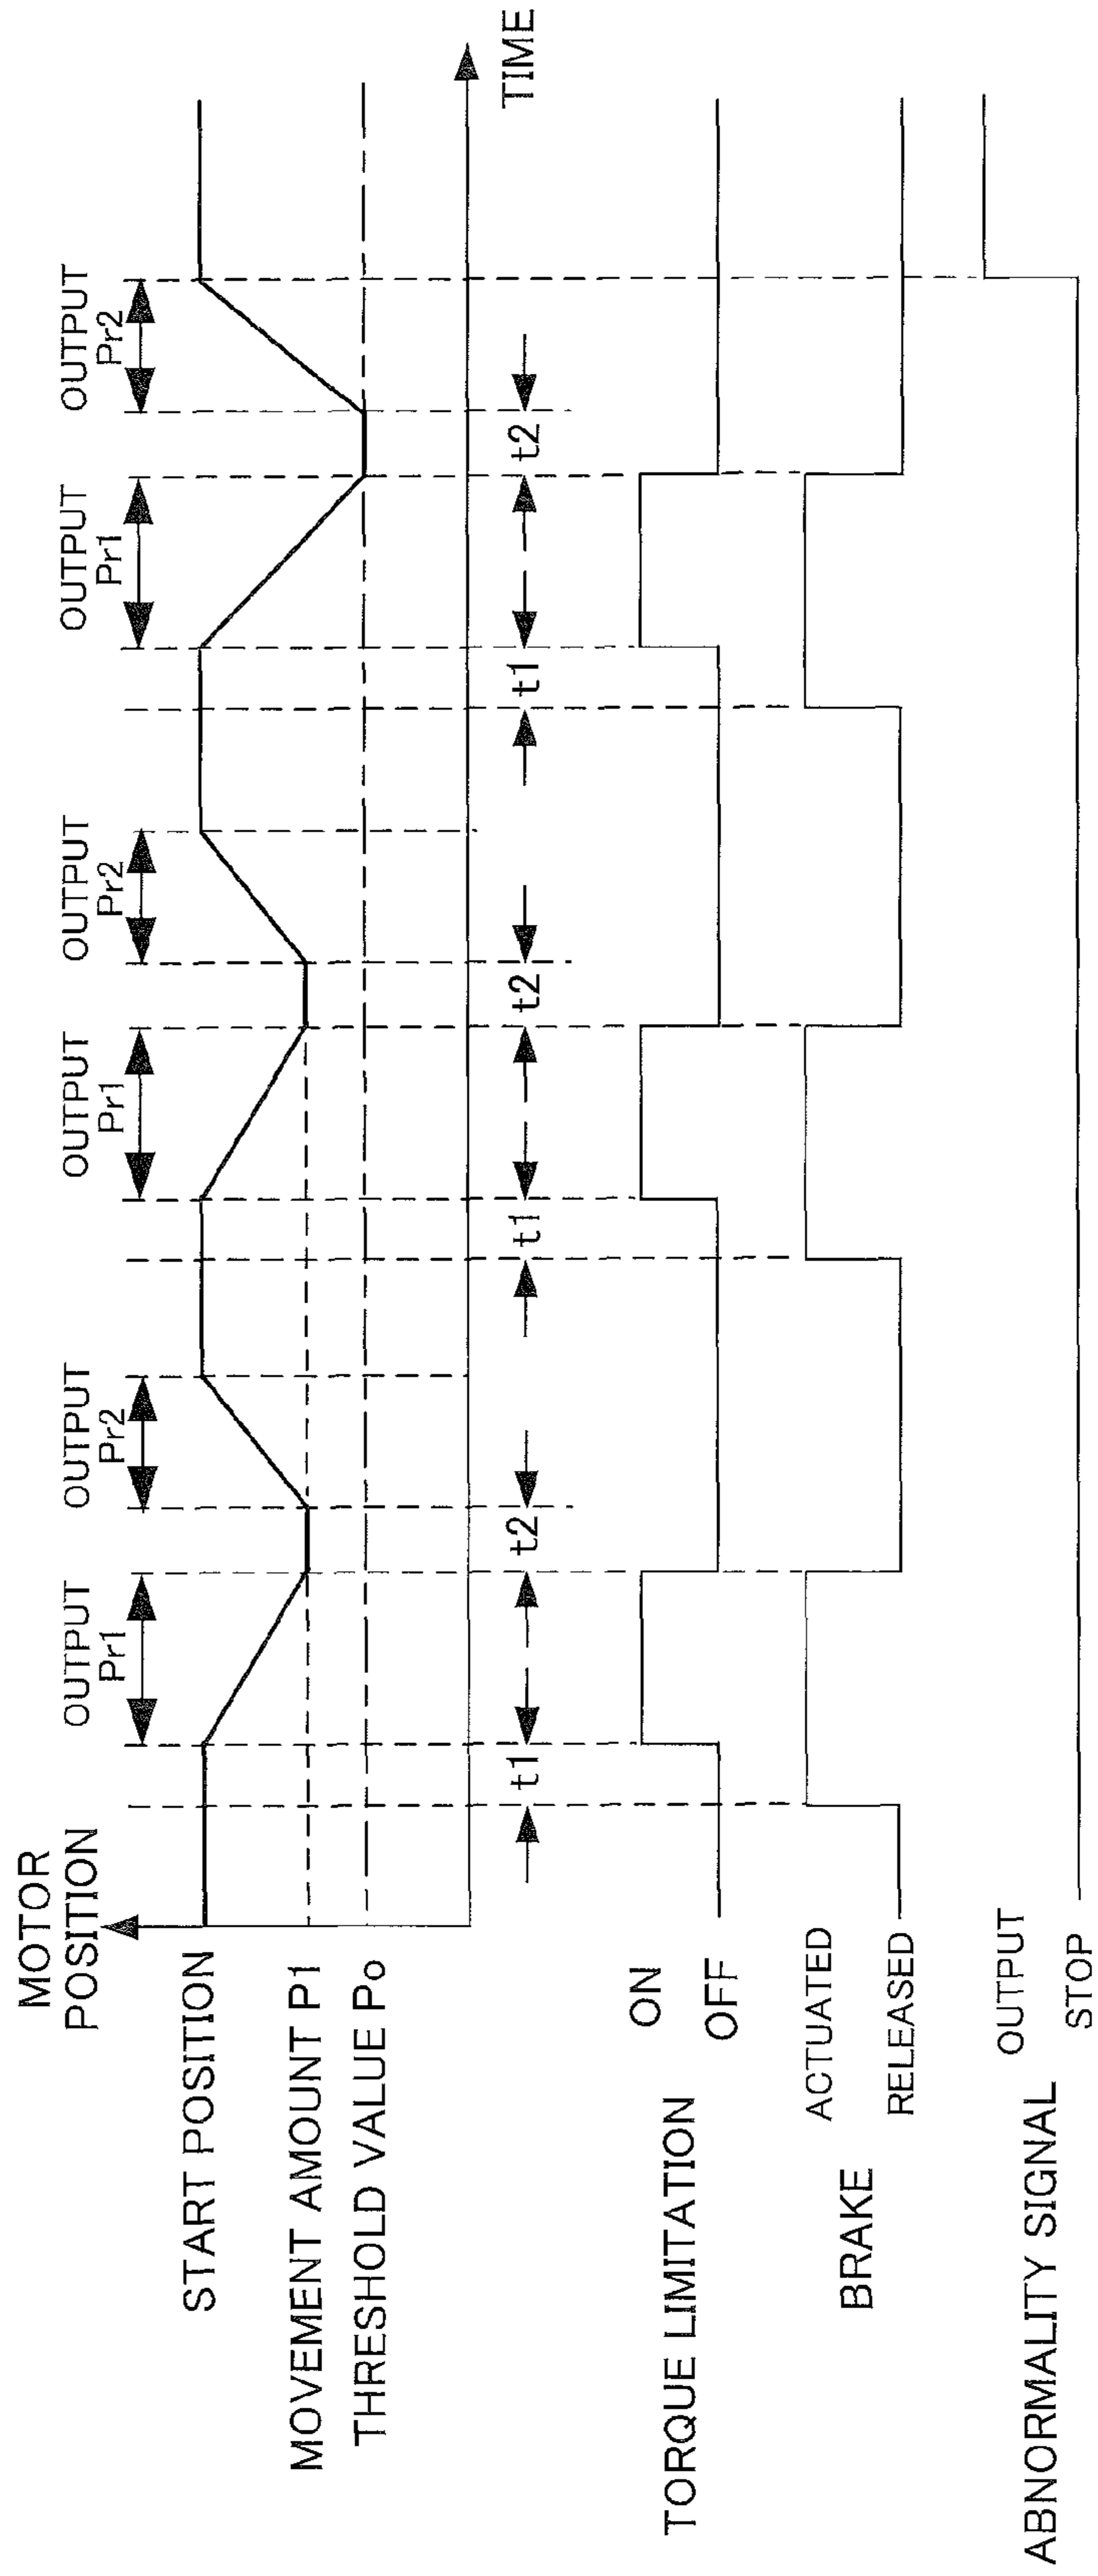 MOTOR
POSITION
OUTPUT
Pr1
OUTPUT
Pr2
OUTPUT
Pr1
OUTPUT
Pr2
OUTPUT
Pr1
OUTPUT
Pr2
START POSITION
MOVEMENT AMOUNT P1
THRESHOLD VALUE Po
t1
t2
t1
t2
t1
t2
TIME
TORQUE LIMITATION
ON
OFF
BRAKE
ACTUATED
RELEASED
ABNORMALITY SIGNAL
OUTPUT
STOP